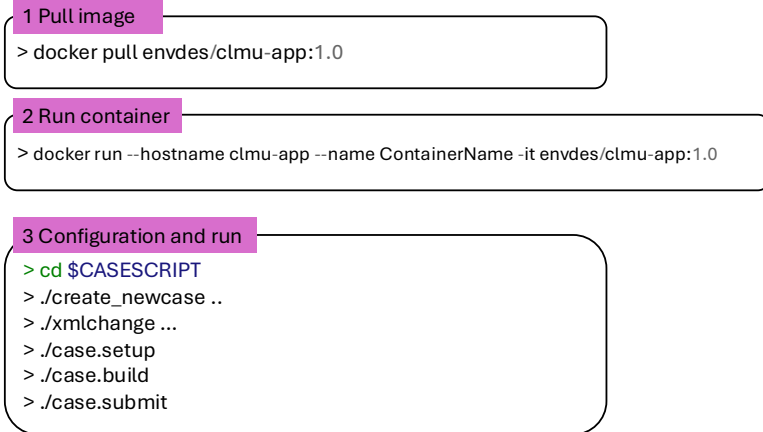 1 Pull image
> docker pull envdes/clmu-app:1.0
2 Run container
> docker run --hostname clmu-app --name ContainerName -it envdes/clmu-app:1.0
3 Configuration and run
> cd $CASESCRIPT
> ./create_newcase ..
> ./xmlchange ...
> ./case.setup
> ./case.build
> ./case.submit